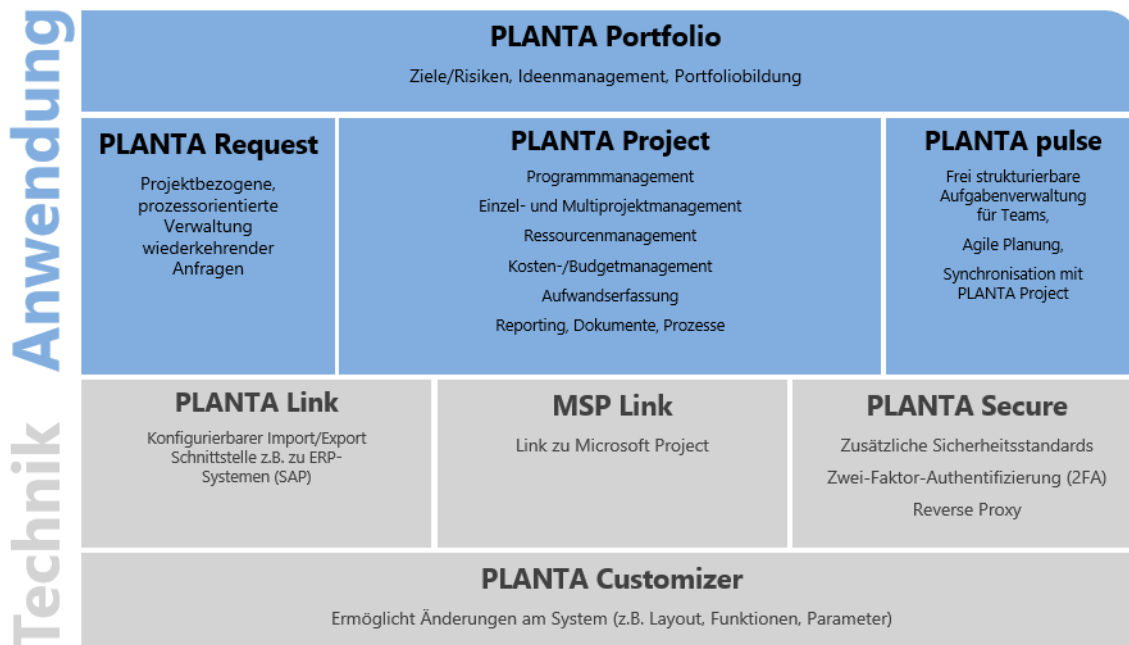 Anwendung
PLANTA Portfolio
Ziele/Risiken, Ideenmanagement, Portfoliobildung
PLANTA Request
Projektbezogene,
prozessorientierte
Verwaltung
wiederkehrender
Anfragen
PLANTA Project
Programmmanagement
Einzel- und Multiprojektmanagement
Ressourcenmanagement
Kosten-/Budgetmanagement
Aufwandserfassung
Reporting, Dokumente, Prozesse
PLANTA pulse
Frei strukturierbare
Aufgabenverwaltung
für Teams,
Agile Planung,
Synchronisation mit
PLANTA Project
Technik
PLANTA Link
Konfigurierbarer Import/Export
Schnittstelle z.B. zu ERP-
Systemen (SAP)
MSP Link
Link zu Microsoft Project
PLANTA Secure
Zusätzliche Sicherheitsstandards
Zwei-Faktor-Authentifizierung (2FA)
Reverse Proxy
PLANTA Customizer
Ermöglicht Änderungen am System (z.B. Layout, Funktionen, Parameter)